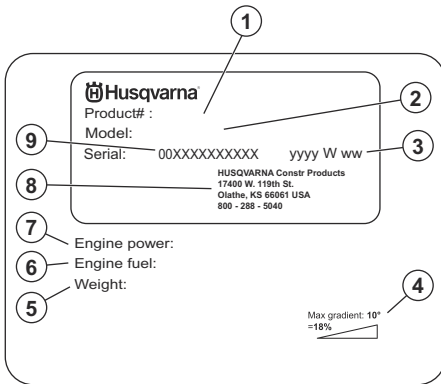 1
Husqvarna
Product# :
2
Model:
9
Serial: 00XXXXXXXXXX yyyy W ww
3
8
HUSQVARNA Constr Products
17400 W. 119th St.
Olathe, KS 66061 USA
800 - 288 - 5040
7
Engine power:
6
Engine fuel:
5
Weight:
4
Max gradient: 10°
=18%